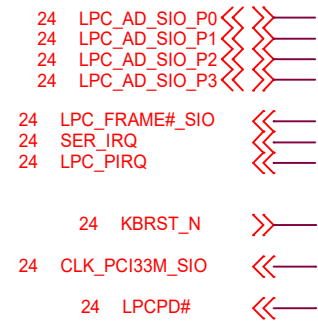 24 LPC_AD_SIO_P0
24 LPC_AD_SIO_P1
24 LPC_AD_SIO_P2
24 LPC_AD_SIO_P3
24 LPC_FRAME#_SIO
24 SER_IRQ
24 LPC_PIRQ
24 KBRST_N
24 CLK_PCI33M_SIO
24 LPCPD#